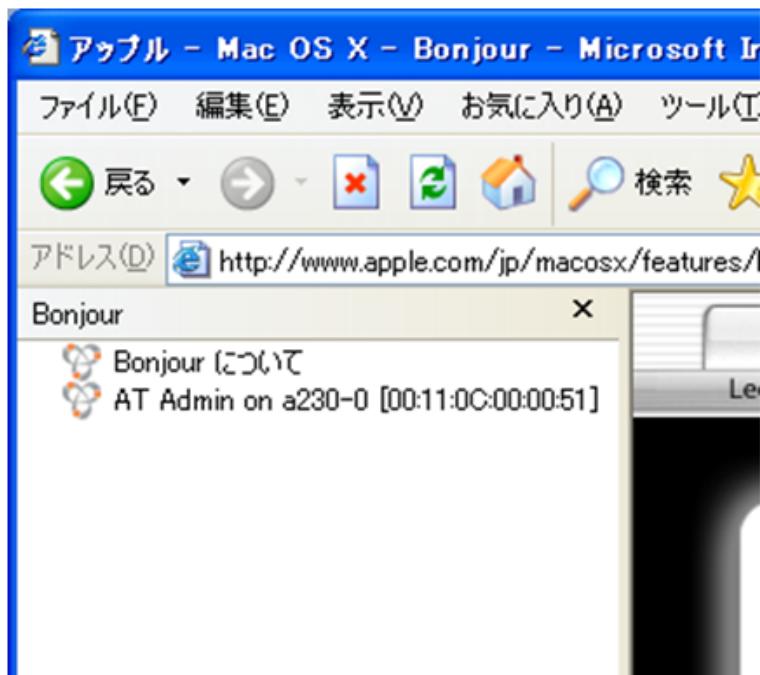 アップル - Mac OS X - Bonjour - Microsoft
ファイル(F) 編集(E) 表示(V) お気に入り(A) ツール(T)
戻る 検索
アドレス(D) http://www.apple.com/jp/macosx/features/
Bonjour ×
Bonjour について
AT Admin on a230-0 [00:11:0C:00:00:51]